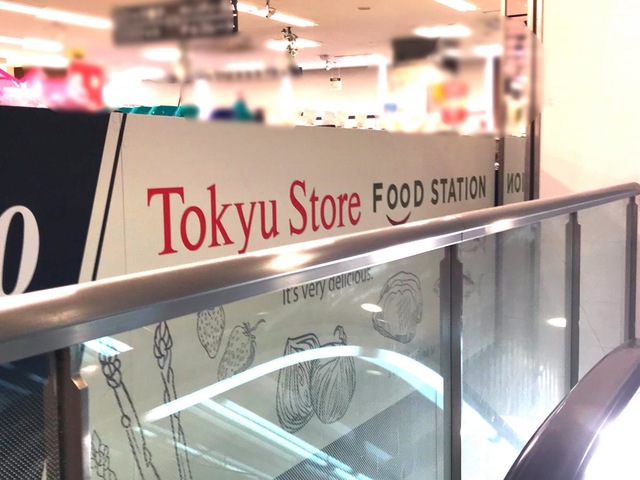 Tokyu Store FOOD STATION
It's very delicious.